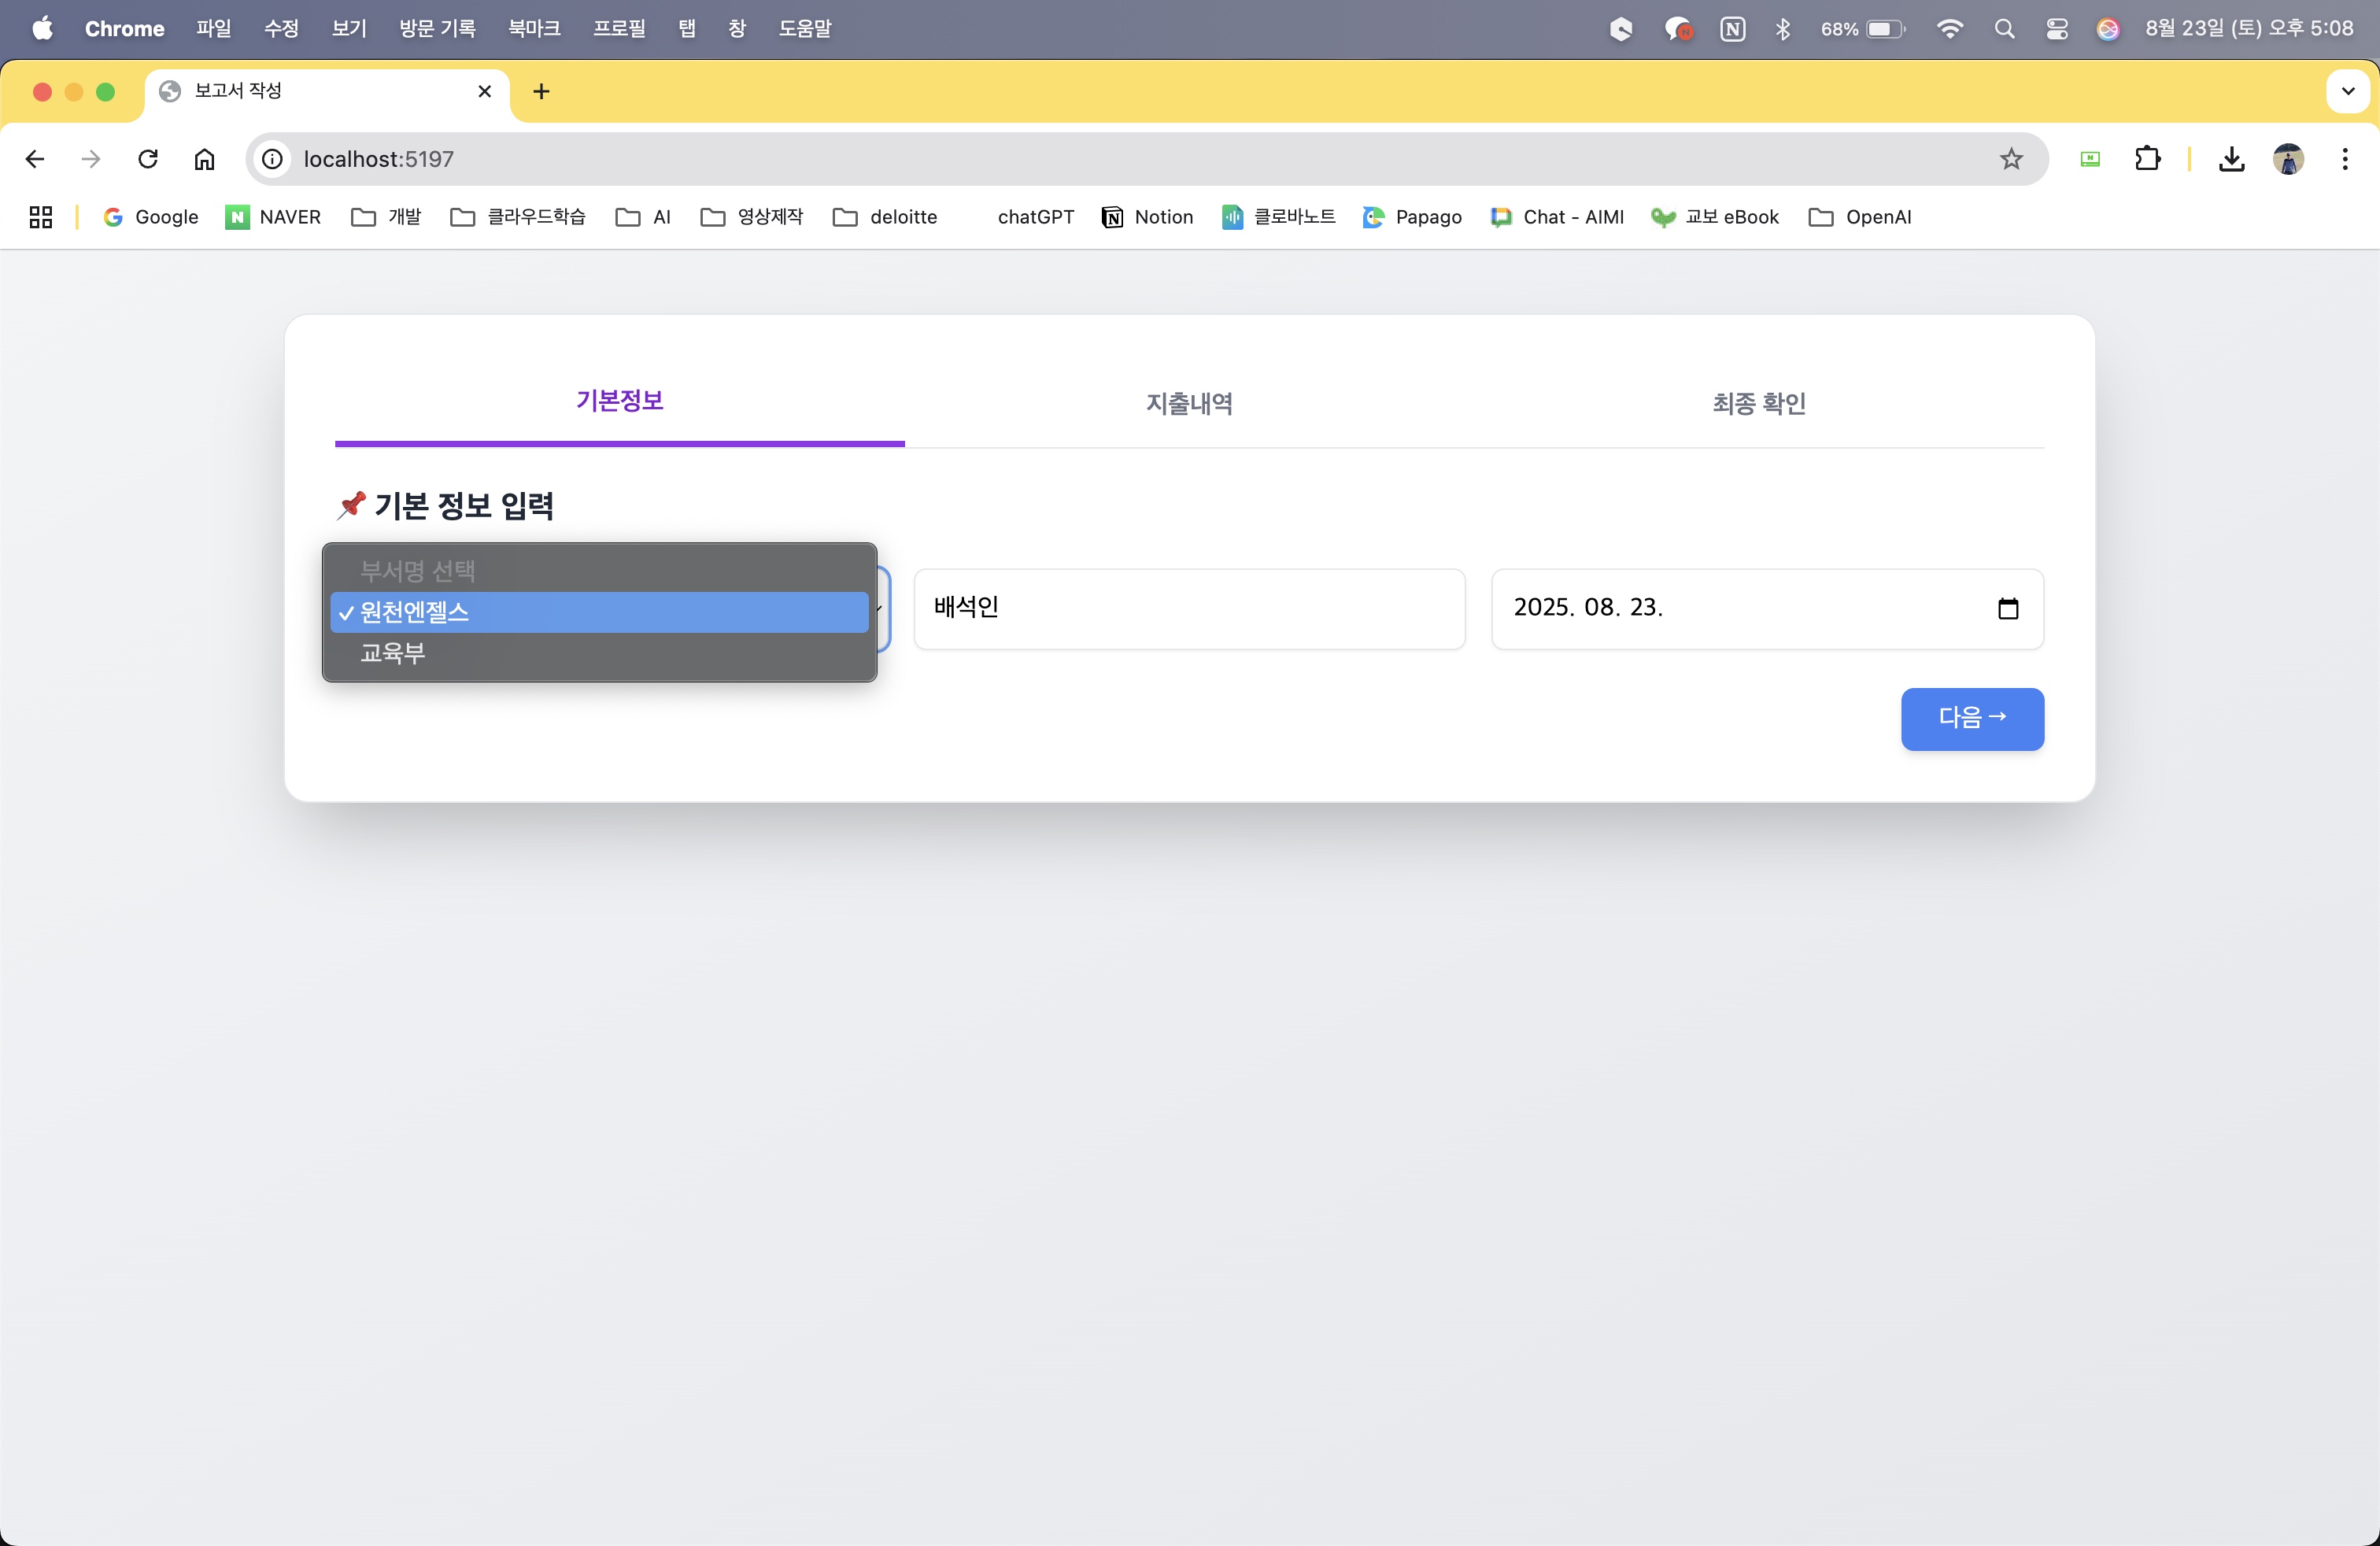 Chrome 파일 수정 보기 방문 기록 북마크 프로필 탭 창 도움말 68% 8월 23일 (토) 오후 5:08
보고서 작성
localhost:5197
Google NAVER 개발 클라우드학습 AI 영상제작 deloitte chatGPT Notion 클로바노트 Papago Chat - AIMI 교보 eBook OpenAI
기본정보 지출내역 최종 확인
📌 기본 정보 입력
부서명 선택
✓ 원천엔젤스
교육부
배석인
2025. 08. 23.
다음 →